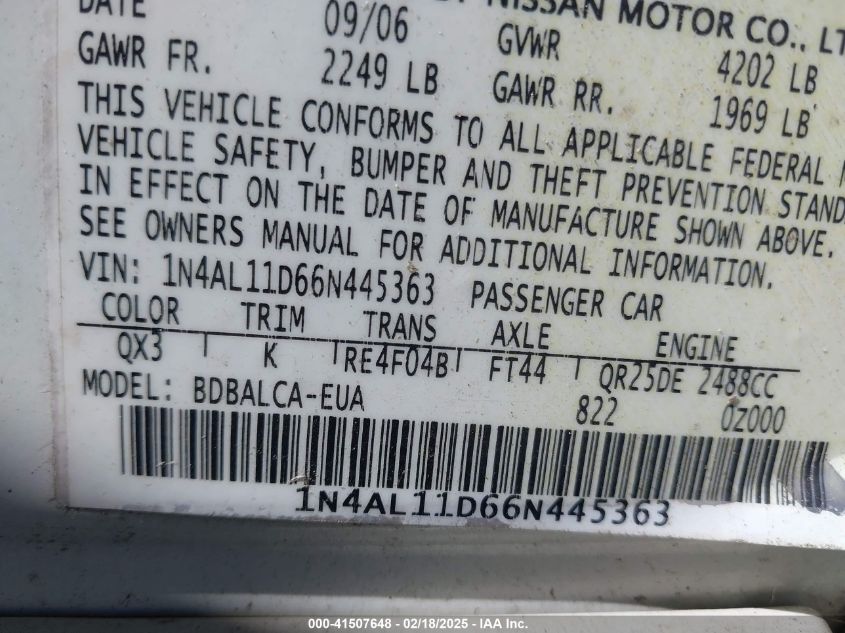 DATE 09/06 BY NISSAN MOTOR CO., LT
GVWR 4202 LB
GAWR FR. 2249 LB GAWR RR. 1969 LB
THIS VEHICLE CONFORMS TO ALL APPLICABLE FEDERAL
VEHICLE SAFETY, BUMPER AND THEFT PREVENTION STAND
IN EFFECT ON THE DATE OF MANUFACTURE SHOWN ABOVE.
SEE OWNERS MANUAL FOR ADDITIONAL INFORMATION.
VIN: 1N4AL11D66N445363 PASSENGER CAR
COLOR TRIM TRANS AXLE ENGINE
QX3 K RE4F04B FT44 QR25DE 2488CC
MODEL: BDBALCA-EUA 822 0Z000
1N4AL11D66N445363
000-41507648 — 02/18/2025 — IAA Inc.